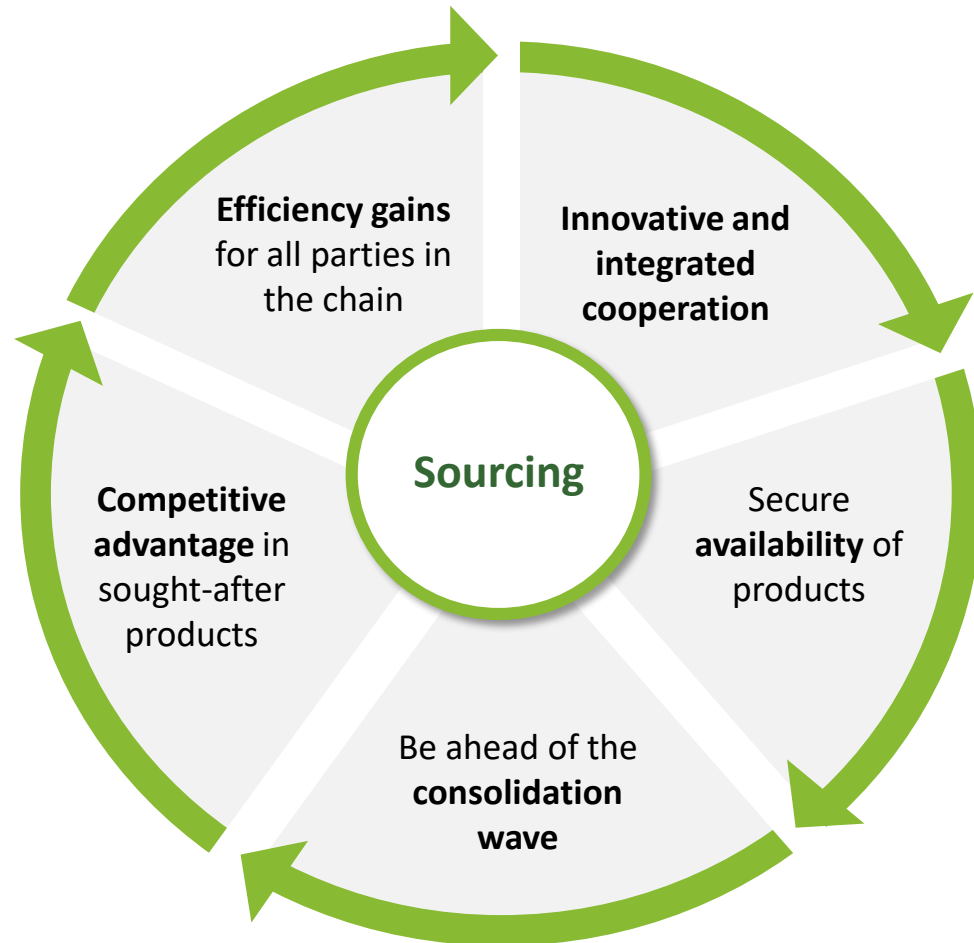 Efficiency gains
for all parties in
the chain
Innovative and
integrated
cooperation
Sourcing
Competitive
advantage in
sought-after
products
Secure
availability of
products
Be ahead of the
consolidation
wave